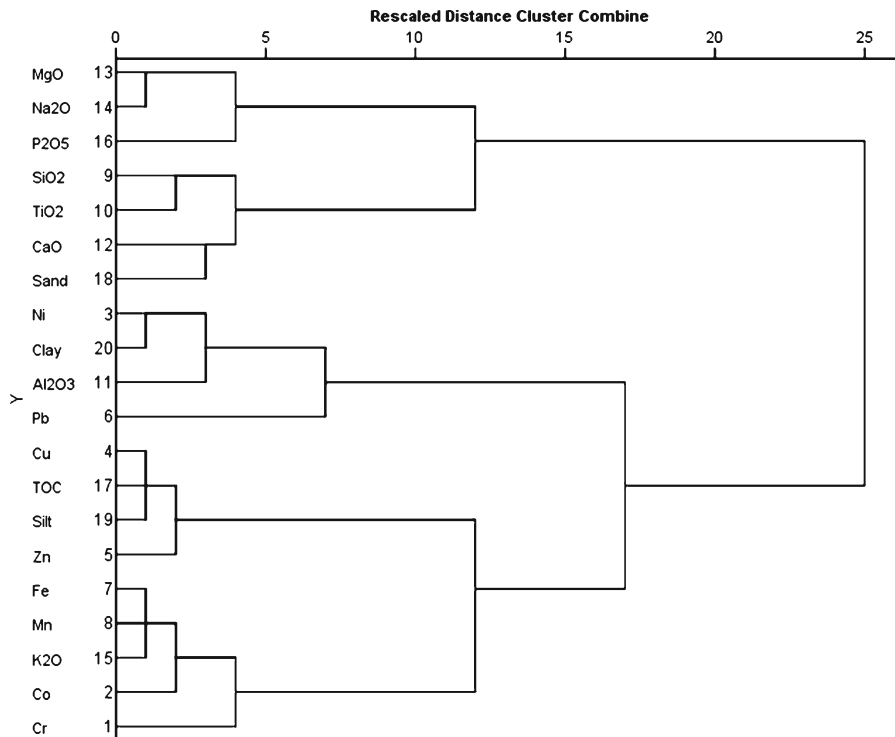 Rescaled Distance Cluster Combine
0 5 10 15 20 25
MgO 13
Na2O 14
P2O5 16
SiO2 9
TiO2 10
CaO 12
Sand 18
Ni 3
Clay 20
Al2O3 11
Pb 6
Y
Cu 4
TOC 17
Silt 19
Zn 5
Fe 7
Mn 8
K2O 15
Co 2
Cr 1